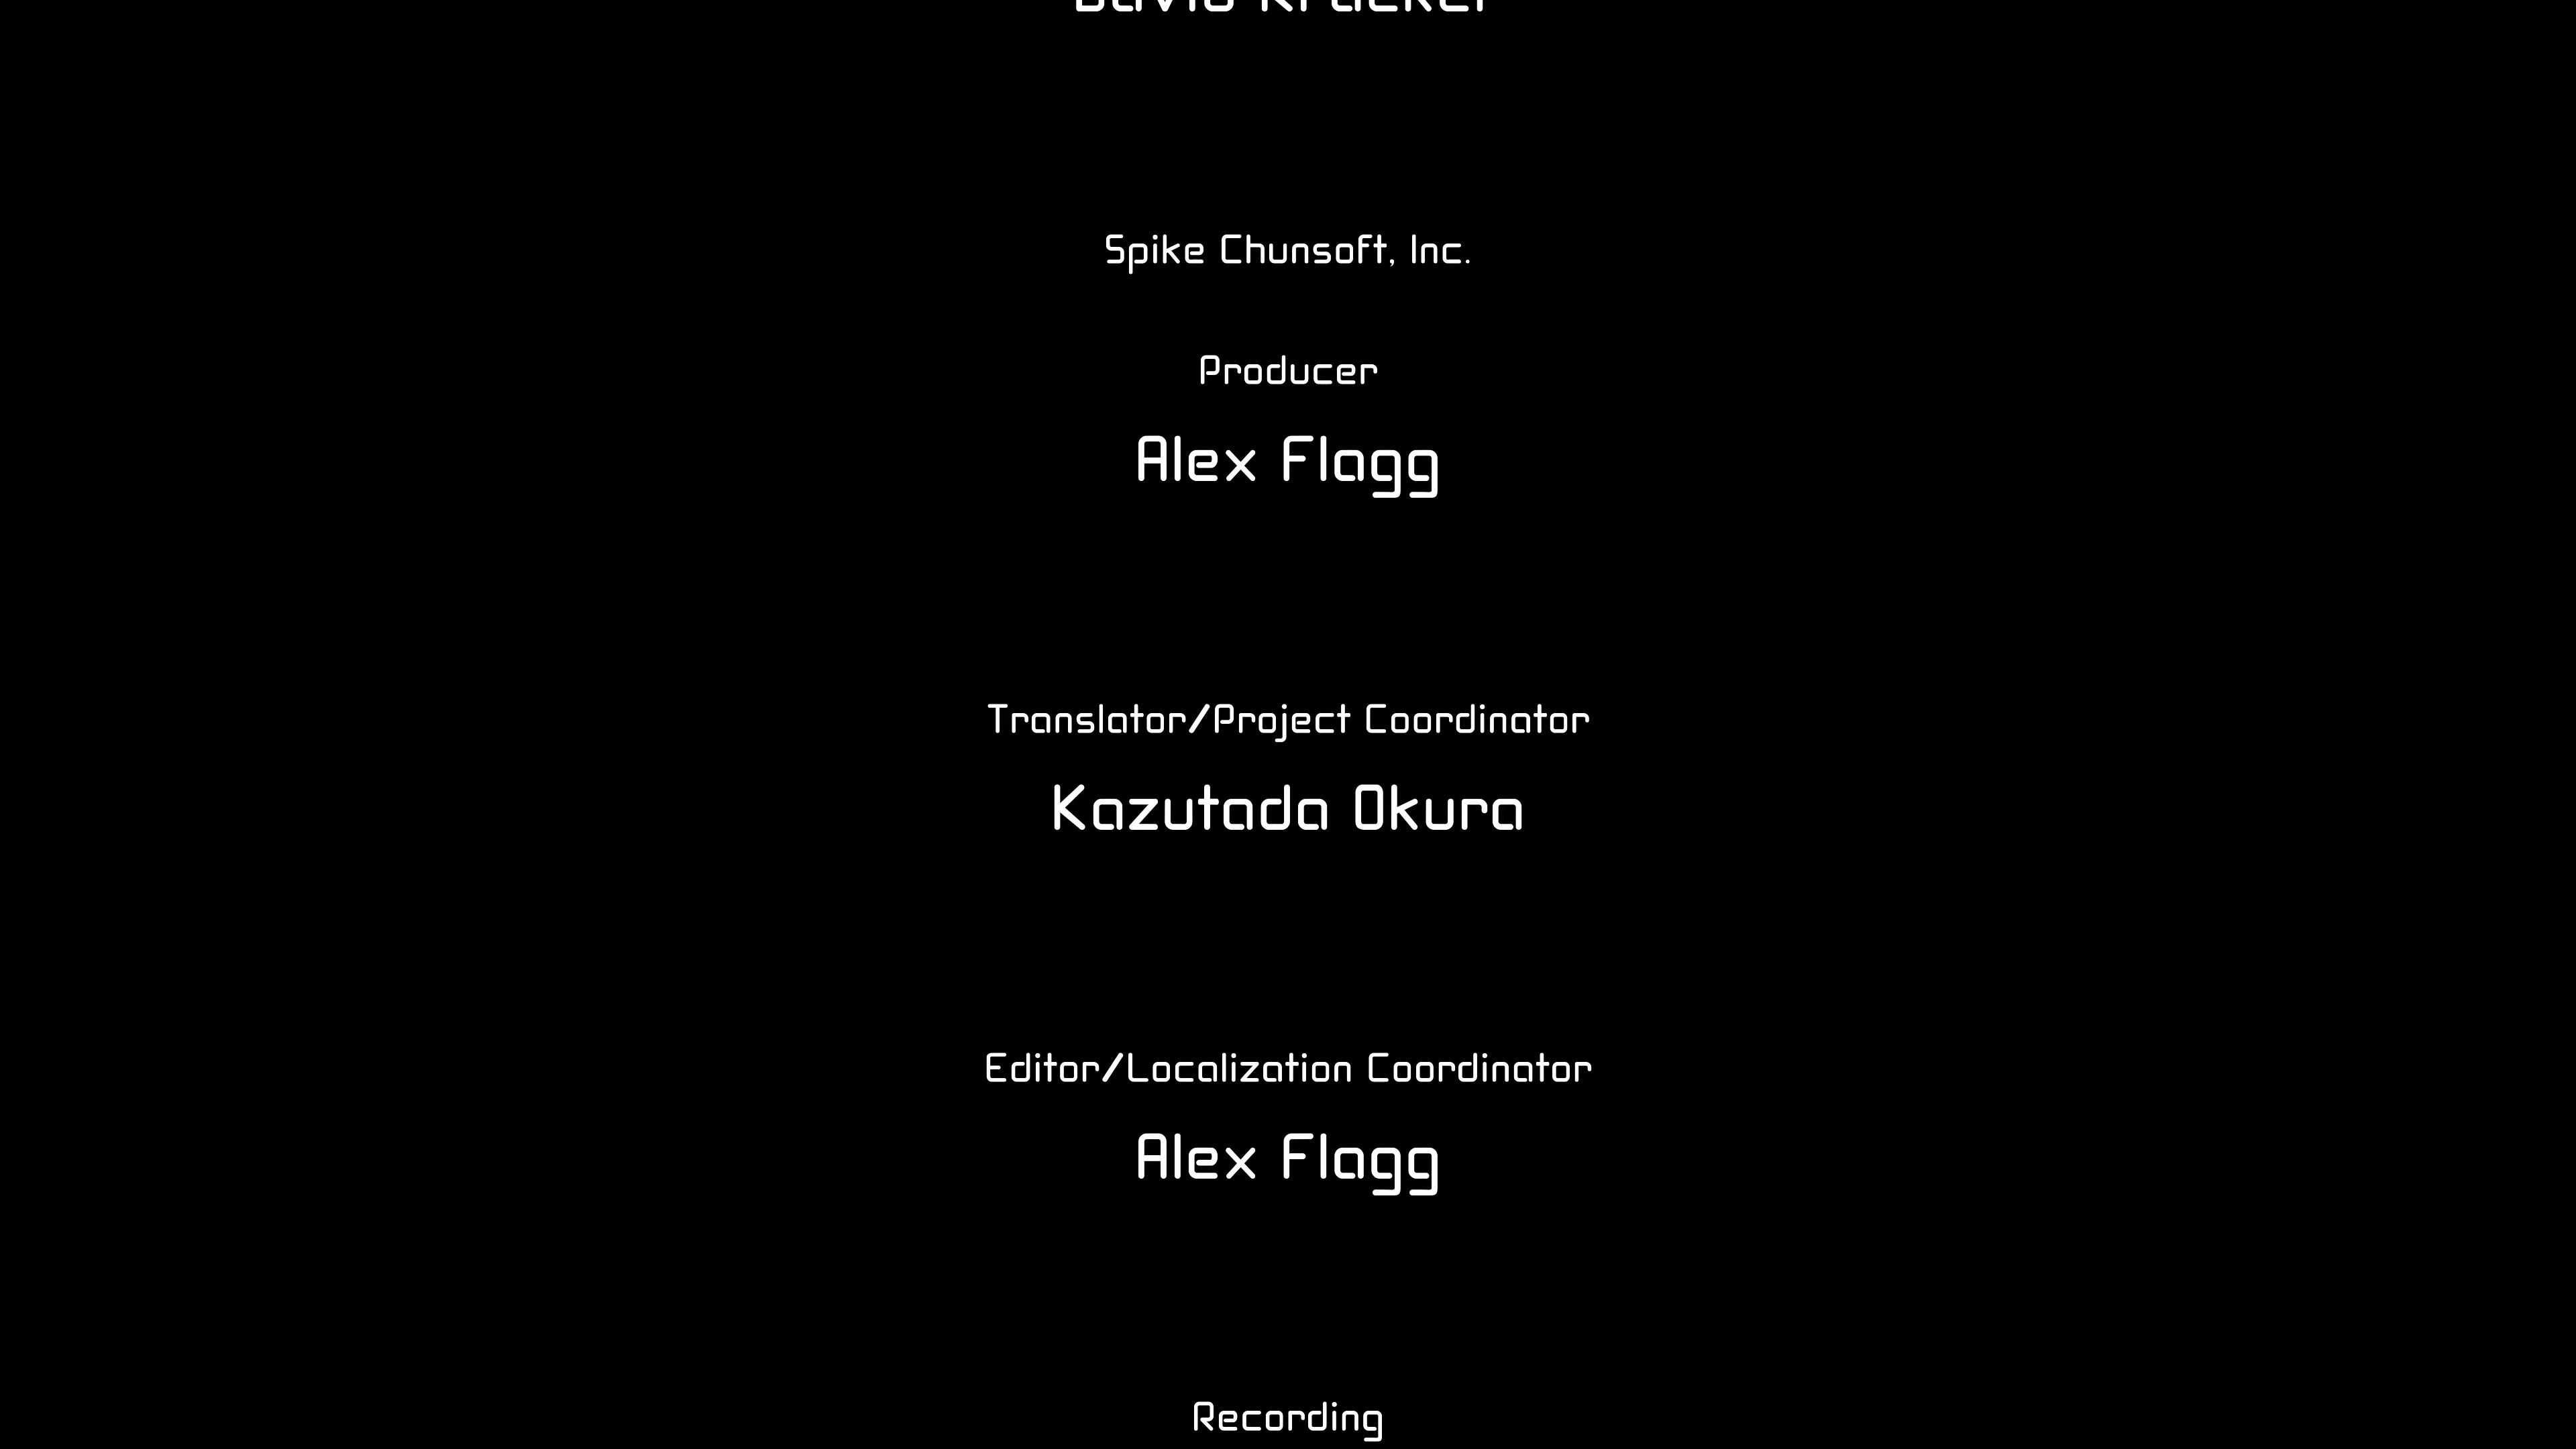 Spike Chunsoft, Inc.
Producer
Alex Flagg
Translator/Project Coordinator
Kazutada Okura
Editor/Localization Coordinator
Alex Flagg
Recording